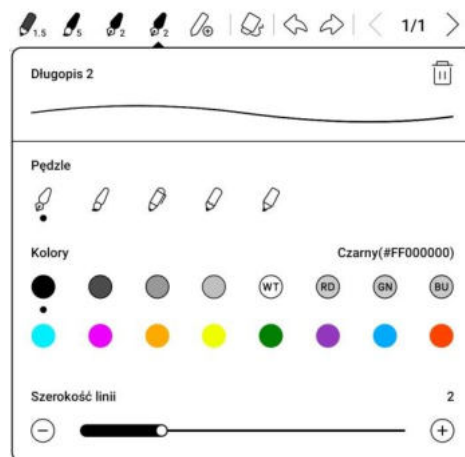 1.5 5 2 2 1/1
Długopis 2
Pędzle
Kolory Czarny(#FF000000)
WT RD GN BU
Szerokość linii 2